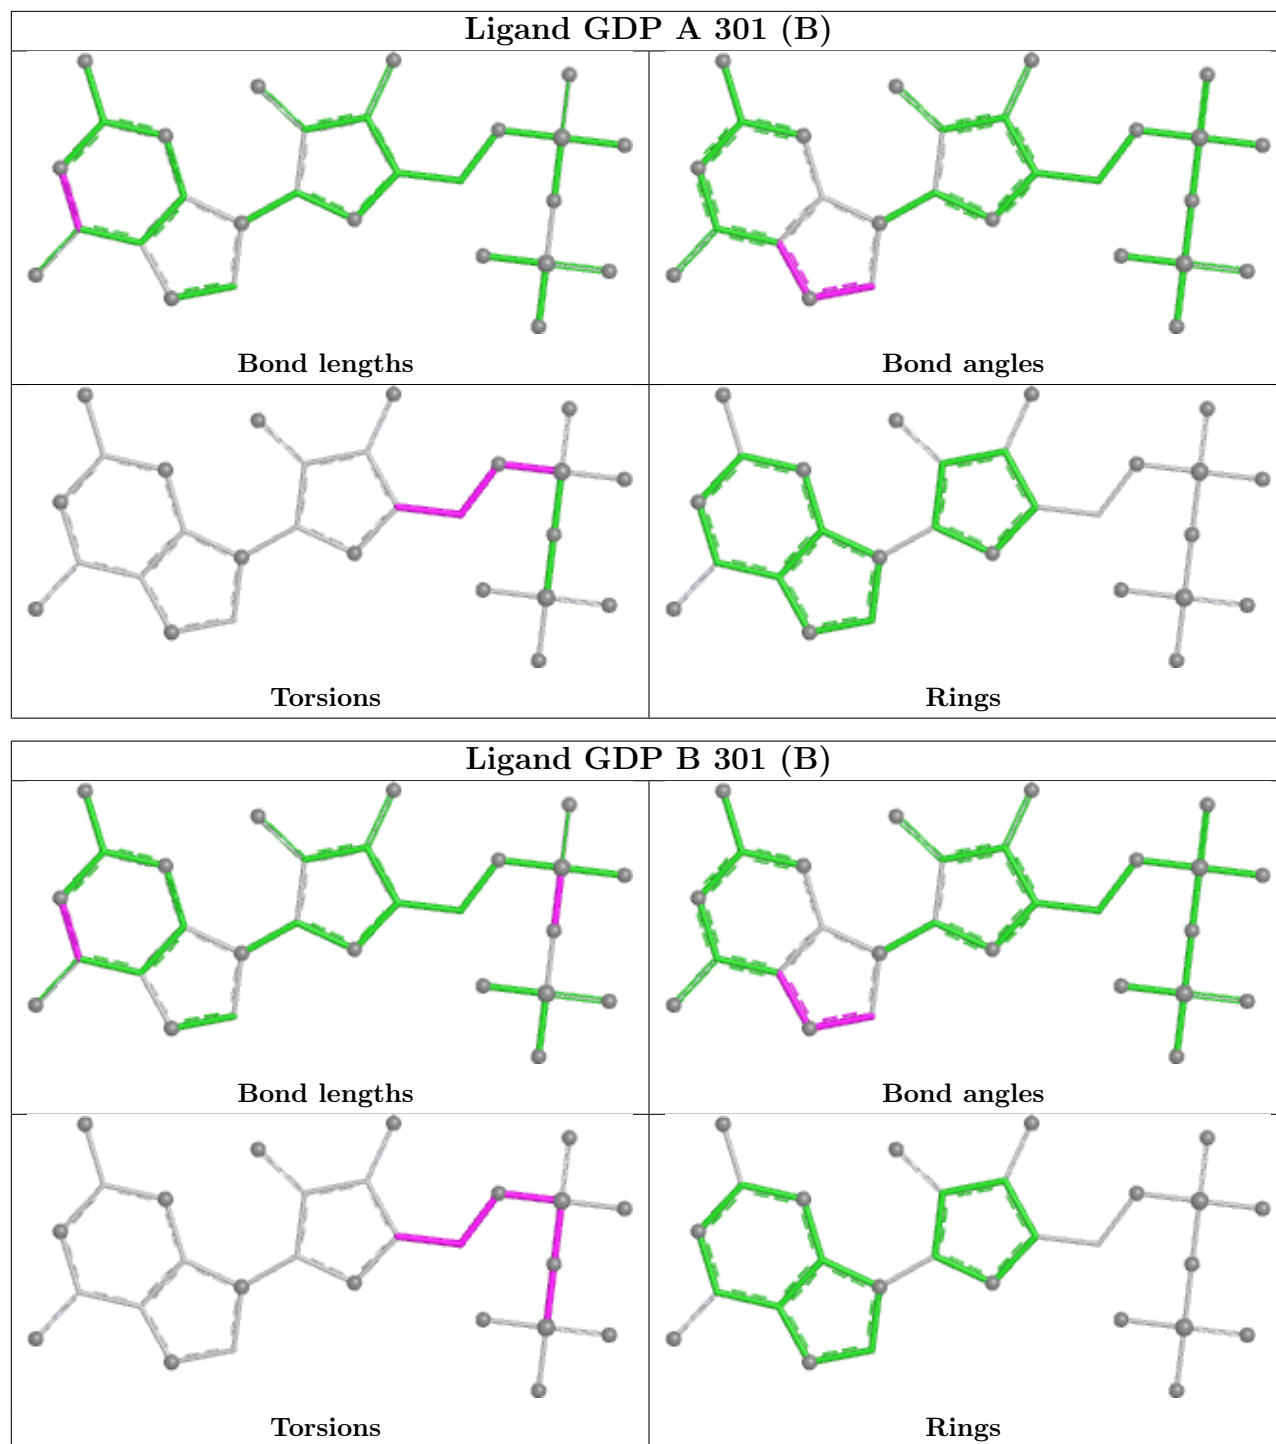 Ligand GDP A 301 (B)
Bond lengths
Bond angles
Torsions
Rings
Ligand GDP B 301 (B)
Bond lengths
Bond angles
Torsions
Rings